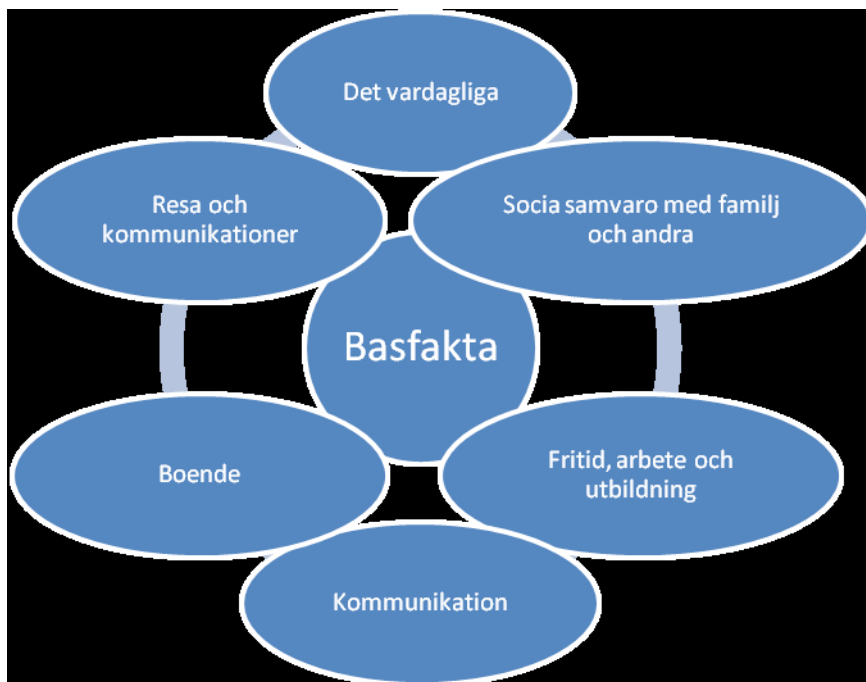 Det vardagliga
Resa och
kommunikationer
Socia samvaro med familj
och andra
Basfakta
Boende
Fritid, arbete och
utbildning
Kommunikation